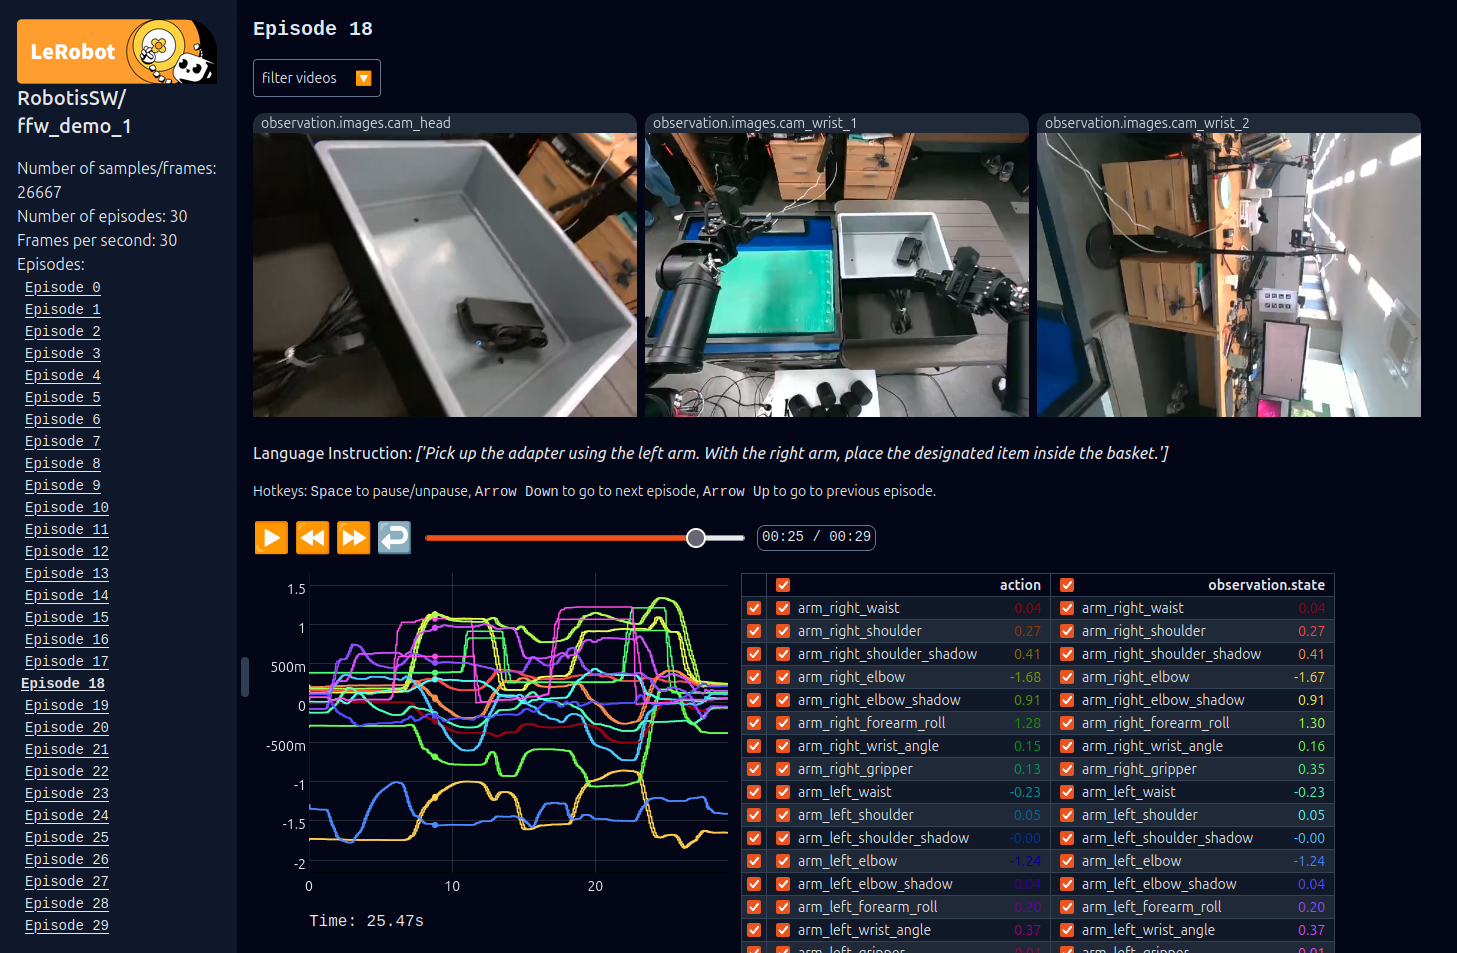 LeRobot
RobotisSW/
ffw_demo_1
Number of samples/frames:
26667
Number of episodes: 30
Frames per second: 30
Episodes:
Episode 0
Episode 1
Episode 2
Episode 3
Episode 4
Episode 5
Episode 6
Episode 7
Episode 8
Episode 9
Episode 10
Episode 11
Episode 12
Episode 13
Episode 14
Episode 15
Episode 16
Episode 17
Episode 18
Episode 19
Episode 20
Episode 21
Episode 22
Episode 23
Episode 24
Episode 25
Episode 26
Episode 27
Episode 28
Episode 29
Episode 18
filter videos
observation.images.cam_head
observation.images.cam_wrist_1
observation.images.cam_wrist_2
Language Instruction: ['Pick up the adapter using the left arm. With the right arm, place the designated item inside the basket.']
Hotkeys: Space to pause/unpause, Arrow Down to go to next episode, Arrow Up to go to previous episode.
00:25 / 00:29
1.5
1
500m
0
-500m
-1
-1.5
-2
0 10 20
Time: 25.47s
action observation.state
arm_right_waist 0.04 arm_right_waist 0.04
arm_right_shoulder 0.27 arm_right_shoulder 0.27
arm_right_shoulder_shadow 0.41 arm_right_shoulder_shadow 0.41
arm_right_elbow -1.68 arm_right_elbow -1.67
arm_right_elbow_shadow 0.91 arm_right_elbow_shadow 0.91
arm_right_forearm_roll 1.28 arm_right_forearm_roll 1.30
arm_right_wrist_angle 0.15 arm_right_wrist_angle 0.16
arm_right_gripper 0.13 arm_right_gripper 0.35
arm_left_waist -0.23 arm_left_waist -0.23
arm_left_shoulder 0.05 arm_left_shoulder 0.05
arm_left_shoulder_shadow -0.00 arm_left_shoulder_shadow -0.00
arm_left_elbow -1.24 arm_left_elbow -1.24
arm_left_elbow_shadow 0.04 arm_left_elbow_shadow 0.04
arm_left_forearm_roll 0.20 arm_left_forearm_roll 0.20
arm_left_wrist_angle 0.37 arm_left_wrist_angle 0.37
arm_left_gripper 0.01 arm_left_gripper 0.01